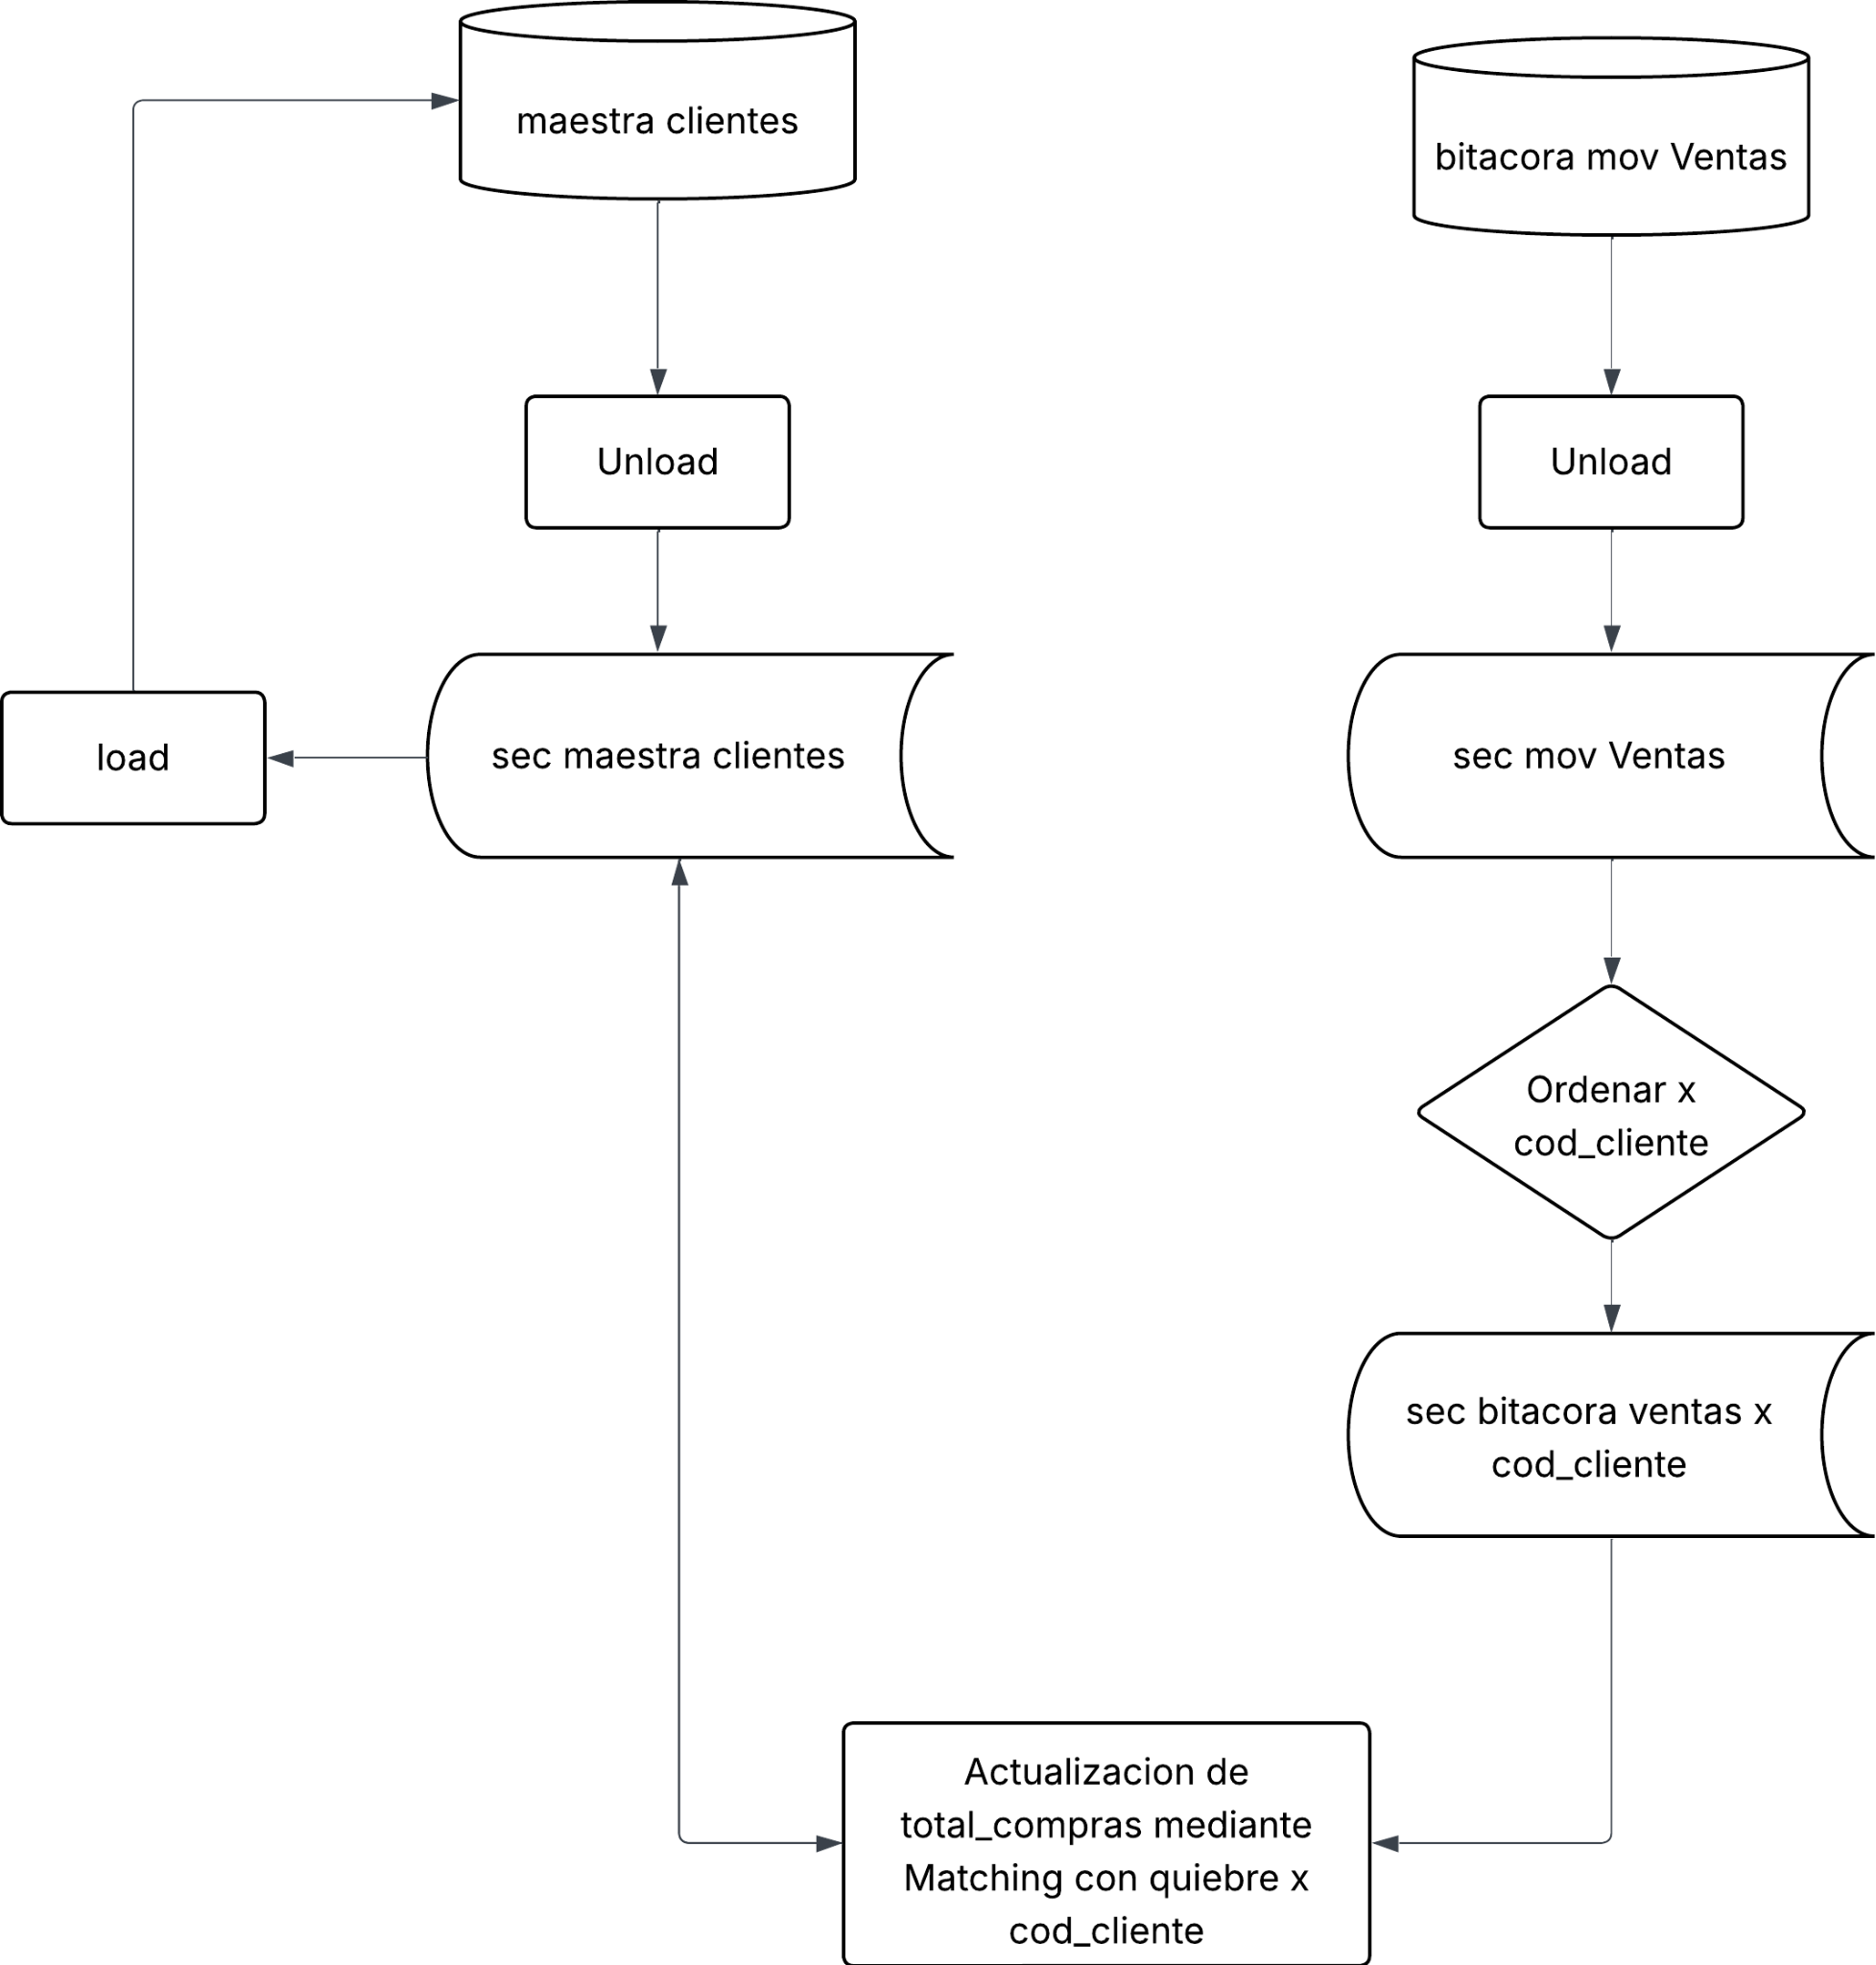 maestra clientes
bitacora mov Ventas
Unload
Unload
load
sec maestra clientes
sec mov Ventas
Ordenar x
cod_cliente
sec bitacora ventas x
cod_cliente
Actualizacion de
total_compras mediante
Matching con quiebre x
cod_cliente